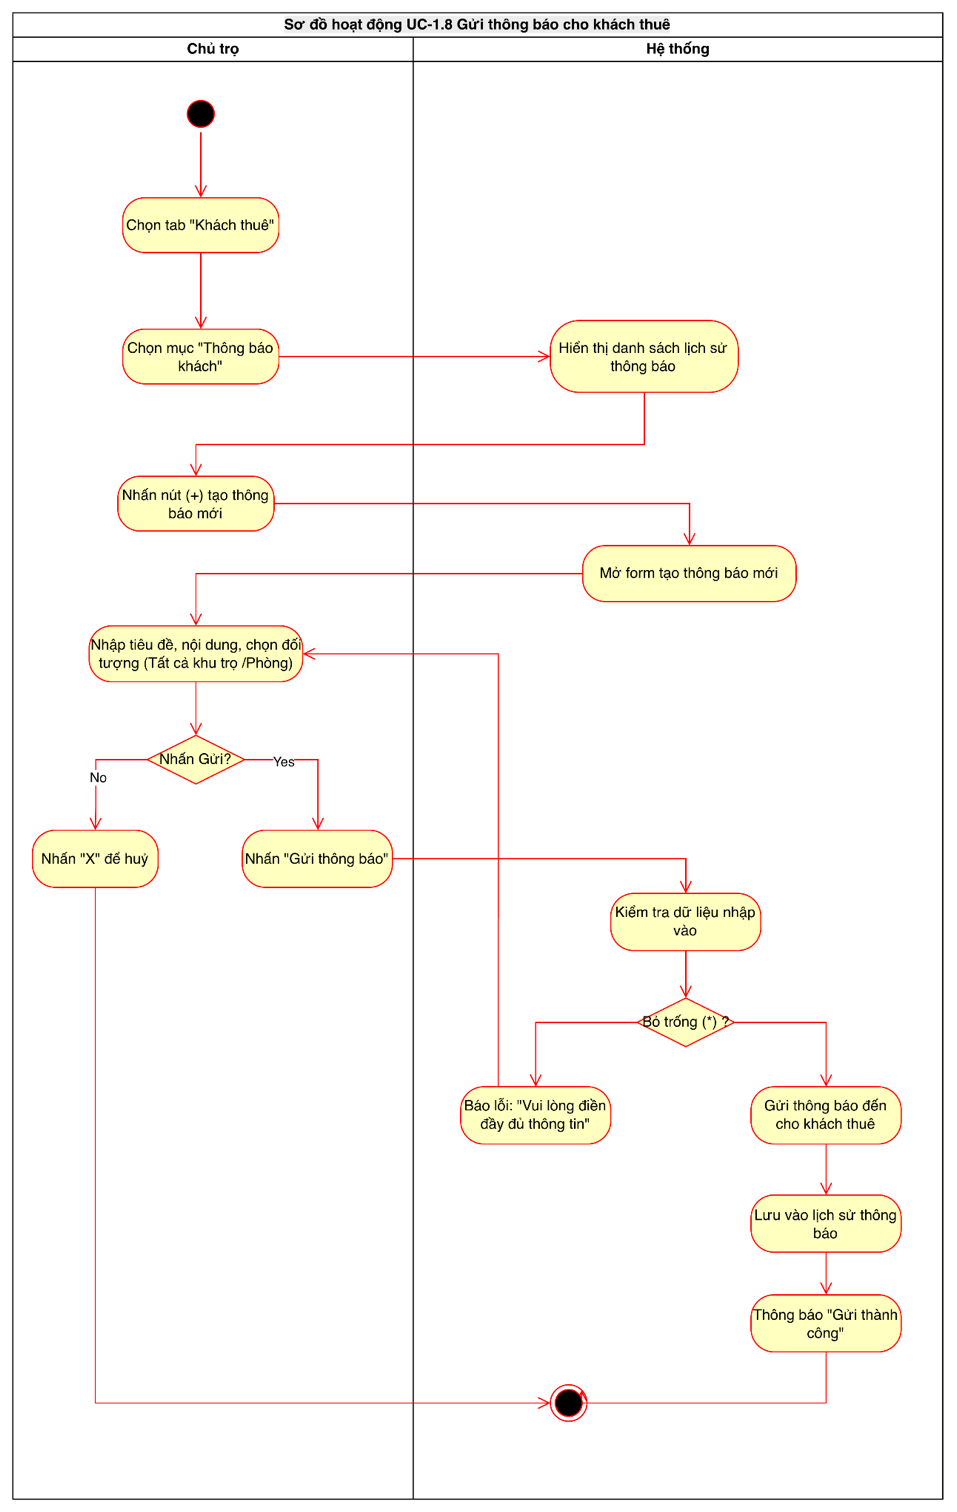 Sơ đồ hoạt động UC-1.8 Gửi thông báo cho khách thuê
Chủ trọ
Hệ thống
Chọn tab "Khách thuê"
Chọn mục "Thông báo
khách"
Hiển thị danh sách lịch sử
thông báo
Nhấn nút (+) tạo thông
báo mới
Mở form tạo thông báo mới
Nhập tiêu đề, nội dung, chọn đối
tượng (Tất cả khu trọ /Phòng)
Nhấn Gửi?
No
Yes
Nhấn "X" để huỷ
Nhấn "Gửi thông báo"
Kiểm tra dữ liệu nhập
vào
Bỏ trống (*) ?
Báo lỗi: "Vui lòng điền
đầy đủ thông tin"
Gửi thông báo đến
cho khách thuê
Lưu vào lịch sử thông
báo
Thông báo "Gửi thành
công"